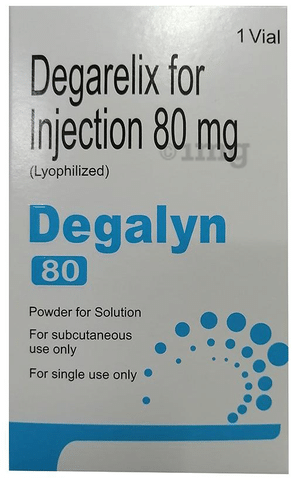 1 Vial
Degarelix for
Injection 80 mg
(Lyophilized)
1mg
Degalyn
80
Powder for Solution
For subcutaneous
use only
For single use only